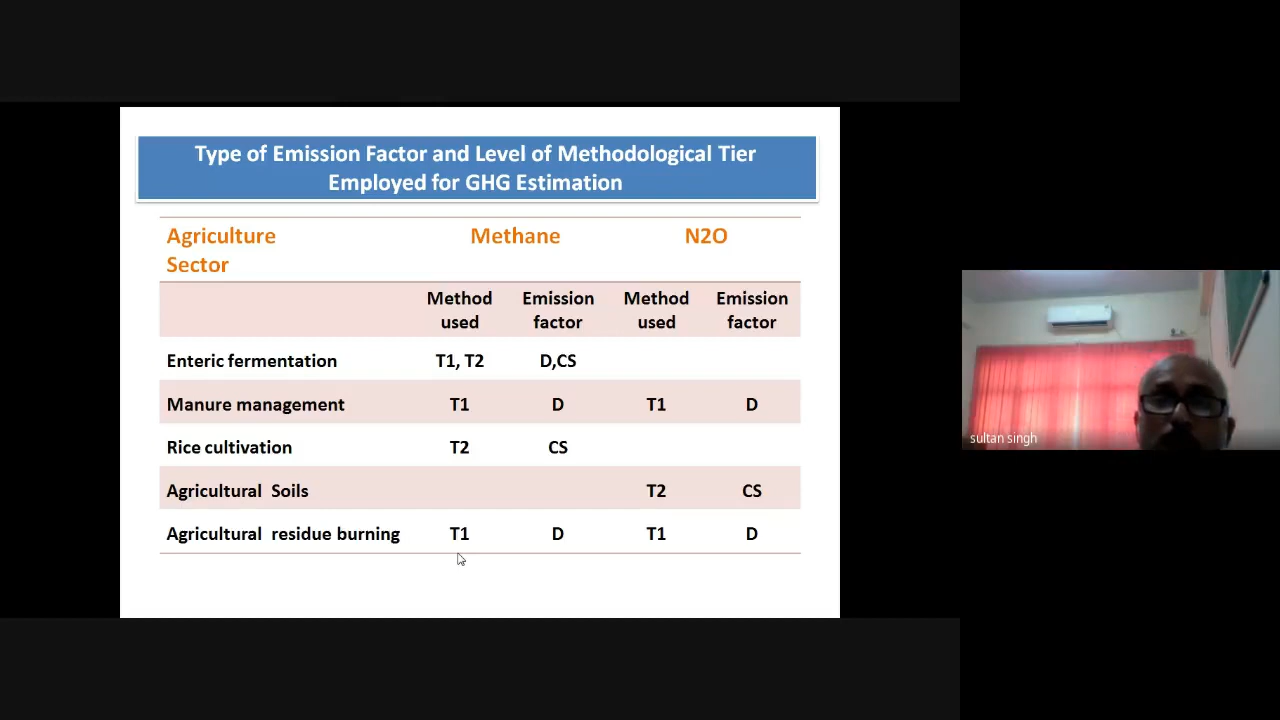 Type of Emission Factor and Level of Methodological Tier
Employed for GHG Estimation
Agriculture Sector Methane N2O
Method used Emission factor Method used Emission factor
Enteric fermentation T1, T2 D,CS
Manure management T1 D T1 D
Rice cultivation T2 CS
Agricultural Soils T2 CS
Agricultural residue burning T1 D T1 D
sultan singh